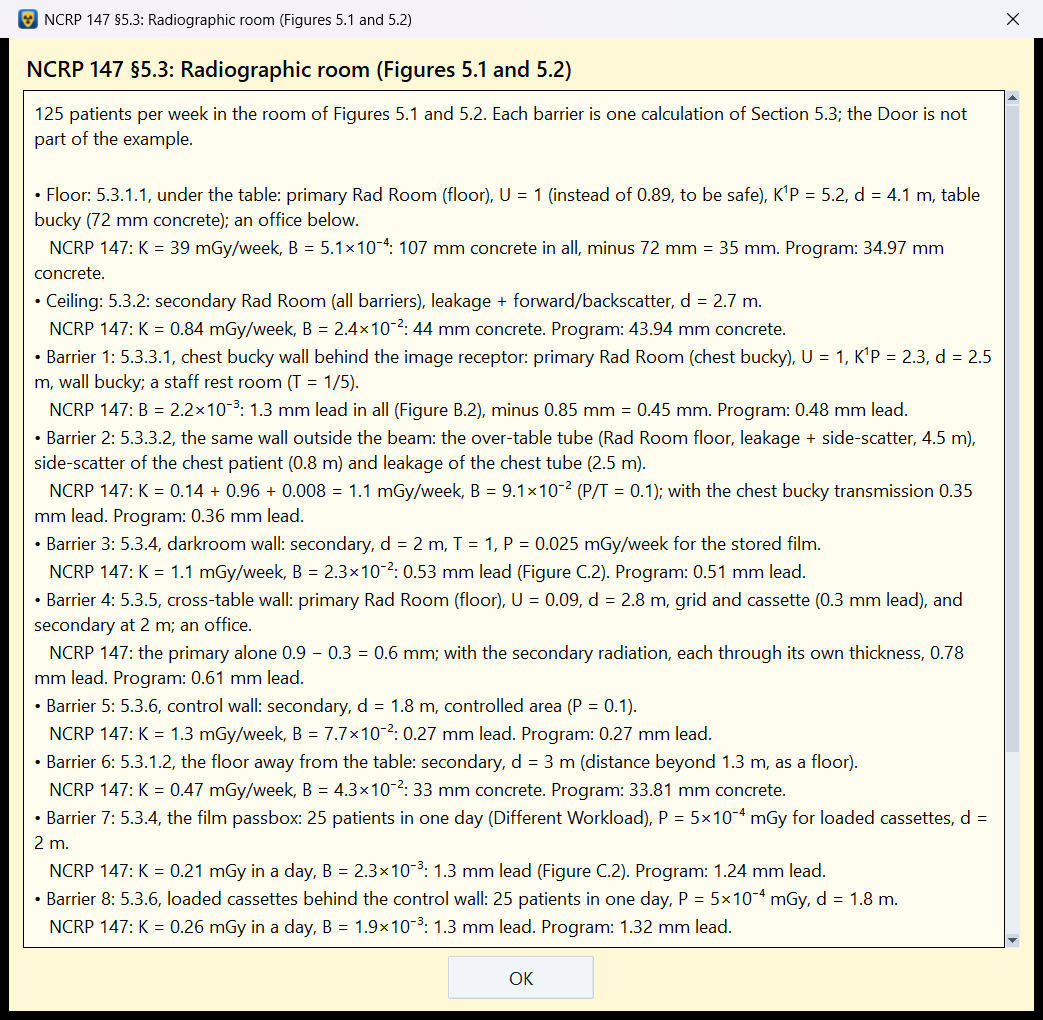 NCRP 147 §5.3: Radiographic room (Figures 5.1 and 5.2)
NCRP 147 §5.3: Radiographic room (Figures 5.1 and 5.2)
125 patients per week in the room of Figures 5.1 and 5.2. Each barrier is one calculation of Section 5.3; the Door is not
part of the example.
• Floor: 5.3.1.1, under the table: primary Rad Room (floor), U = 1 (instead of 0.89, to be safe), K¹P = 5.2, d = 4.1 m, table
bucky (72 mm concrete); an office below.
NCRP 147: K = 39 mGy/week, B = 5.1×10⁻⁴: 107 mm concrete in all, minus 72 mm = 35 mm. Program: 34.97 mm
concrete.
• Ceiling: 5.3.2: secondary Rad Room (all barriers), leakage + forward/backscatter, d = 2.7 m.
NCRP 147: K = 0.84 mGy/week, B = 2.4×10⁻²: 44 mm concrete. Program: 43.94 mm concrete.
• Barrier 1: 5.3.3.1, chest bucky wall behind the image receptor: primary Rad Room (chest bucky), U = 1, K¹P = 2.3, d = 2.5
m, wall bucky; a staff rest room (T = 1/5).
NCRP 147: B = 2.2×10⁻³: 1.3 mm lead in all (Figure B.2), minus 0.85 mm = 0.45 mm. Program: 0.48 mm lead.
• Barrier 2: 5.3.3.2, the same wall outside the beam: the over-table tube (Rad Room floor, leakage + side-scatter, 4.5 m),
side-scatter of the chest patient (0.8 m) and leakage of the chest tube (2.5 m).
NCRP 147: K = 0.14 + 0.96 + 0.008 = 1.1 mGy/week, B = 9.1×10⁻² (P/T = 0.1); with the chest bucky transmission 0.35
mm lead. Program: 0.36 mm lead.
• Barrier 3: 5.3.4, darkroom wall: secondary, d = 2 m, T = 1, P = 0.025 mGy/week for the stored film.
NCRP 147: K = 1.1 mGy/week, B = 2.3×10⁻²: 0.53 mm lead (Figure C.2). Program: 0.51 mm lead.
• Barrier 4: 5.3.5, cross-table wall: primary Rad Room (floor), U = 0.09, d = 2.8 m, grid and cassette (0.3 mm lead), and
secondary at 2 m; an office.
NCRP 147: the primary alone 0.9 − 0.3 = 0.6 mm; with the secondary radiation, each through its own thickness, 0.78
mm lead. Program: 0.61 mm lead.
• Barrier 5: 5.3.6, control wall: secondary, d = 1.8 m, controlled area (P = 0.1).
NCRP 147: K = 1.3 mGy/week, B = 7.7×10⁻²: 0.27 mm lead. Program: 0.27 mm lead.
• Barrier 6: 5.3.1.2, the floor away from the table: secondary, d = 3 m (distance beyond 1.3 m, as a floor).
NCRP 147: K = 0.47 mGy/week, B = 4.3×10⁻²: 33 mm concrete. Program: 33.81 mm concrete.
• Barrier 7: 5.3.4, the film passbox: 25 patients in one day (Different Workload), P = 5×10⁻⁴ mGy for loaded cassettes, d =
2 m.
NCRP 147: K = 0.21 mGy in a day, B = 2.3×10⁻³: 1.3 mm lead (Figure C.2). Program: 1.24 mm lead.
• Barrier 8: 5.3.6, loaded cassettes behind the control wall: 25 patients in one day, P = 5×10⁻⁴ mGy, d = 1.8 m.
NCRP 147: K = 0.26 mGy in a day, B = 1.9×10⁻³: 1.3 mm lead. Program: 1.32 mm lead.
OK